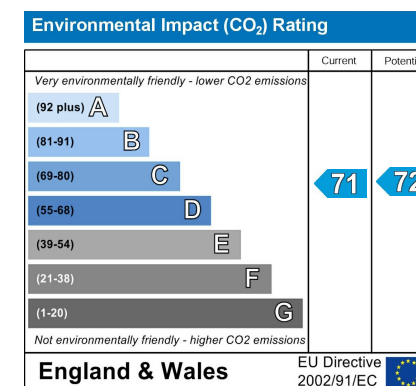 Environmental Impact (CO₂) Rating
Current Potenti
Very environmentally friendly - lower CO2 emissions
(92 plus) A
(81-91) B
(69-80) C
71 72
(55-68) D
(39-54) E
(21-38) F
(1-20) G
Not environmentally friendly - higher CO2 emissions
England & Wales
EU Directive
2002/91/EC